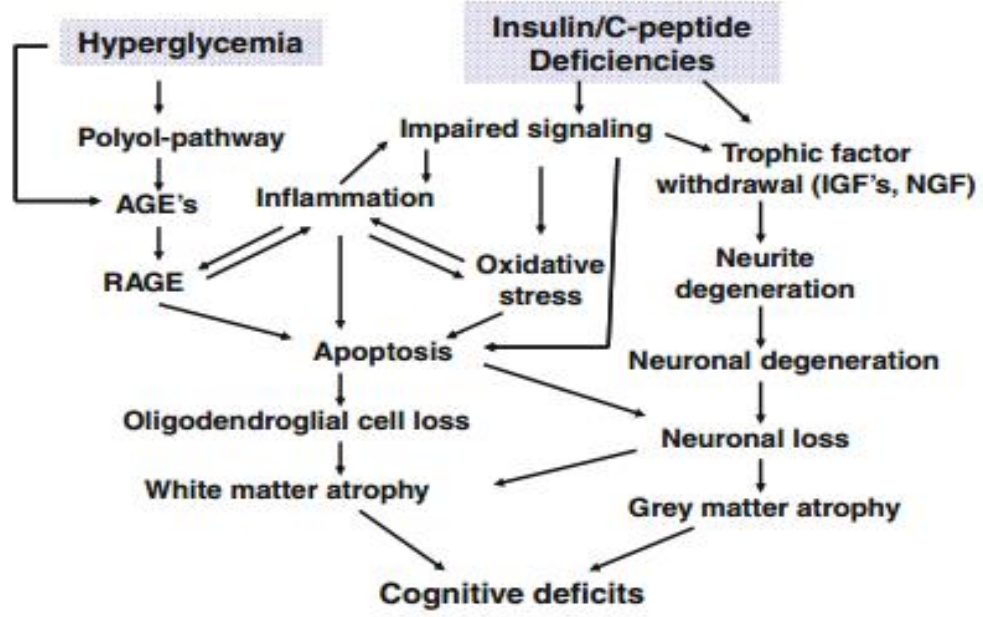 Hyperglycemia
Insulin/C-peptide
Deficiencies
Polyol-pathway
Impaired signaling
Trophic factor
withdrawal (IGF's, NGF)
AGE's
Inflammation
RAGE
Oxidative
stress
Neurite
degeneration
Apoptosis
Neuronal degeneration
Oligodendroglial cell loss
Neuronal loss
White matter atrophy
Grey matter atrophy
Cognitive deficits